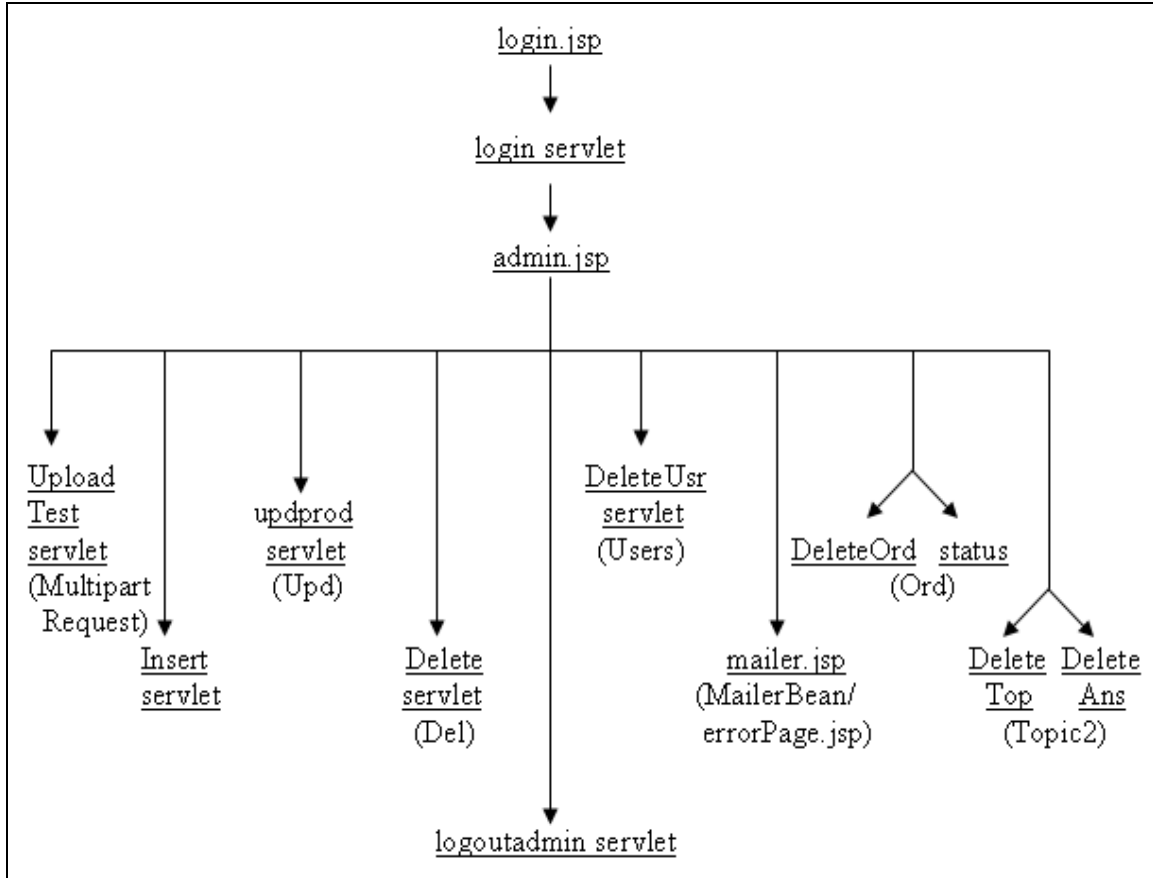 login.jsp
login servlet
admin.jsp
Upload
Test
servlet
(Multipart
Request)
Insert
servlet
updprod
servlet
(Upd)
Delete
servlet
(Del)
DeleteUsr
servlet
(Users)
mailer.jsp
(MailerBean/
errorPage.jsp)
DeleteOrd status
(Ord)
Delete Delete
Top Ans
(Topic2)
logoutadmin servlet